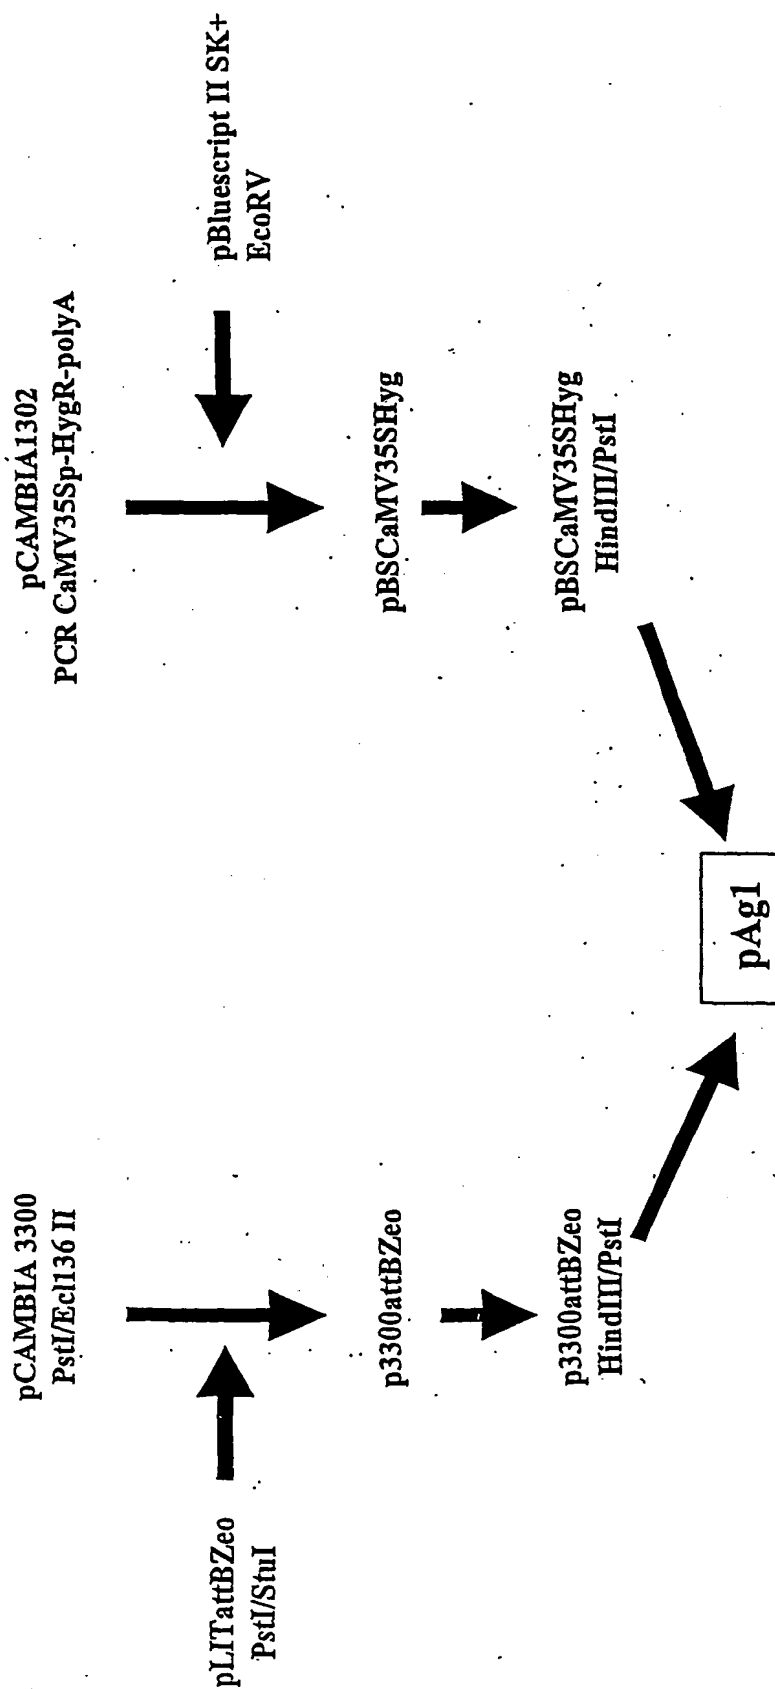 pCAMBIA 3300
PstI/Ecl136 II
pLITattBZeo
PstI/StuI
p3300attBZeo
p3300attBZeo
HindIII/PstI
pCAMBIA1302
PCR CaMV35Sp-HygR-polyA
pBluescript II SK+
EcoRV
pBSCaMV35SHyg
pBSCaMV35SHyg
HindIII/PstI
pAg1